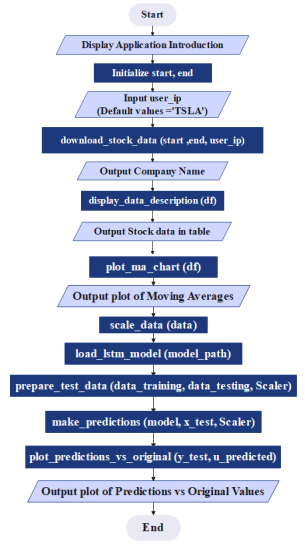 Start
Display Application Introduction
Initialize start, end
Input user_ip
(Default values ='TSLA')
download_stock_data (start ,end, user_ip)
Output Company Name
display_data_description (df)
Output Stock data in table
plot_ma_chart (df)
Output plot of Moving Averages
scale_data (data)
load_lstm_model (model_path)
prepare_test_data (data_training, data_testing, Scaler)
make_predictions (model, x_test, Scaler)
plot_predictions_vs_original (y_test, u_predicted)
Output plot of Predictions vs Original Values
End